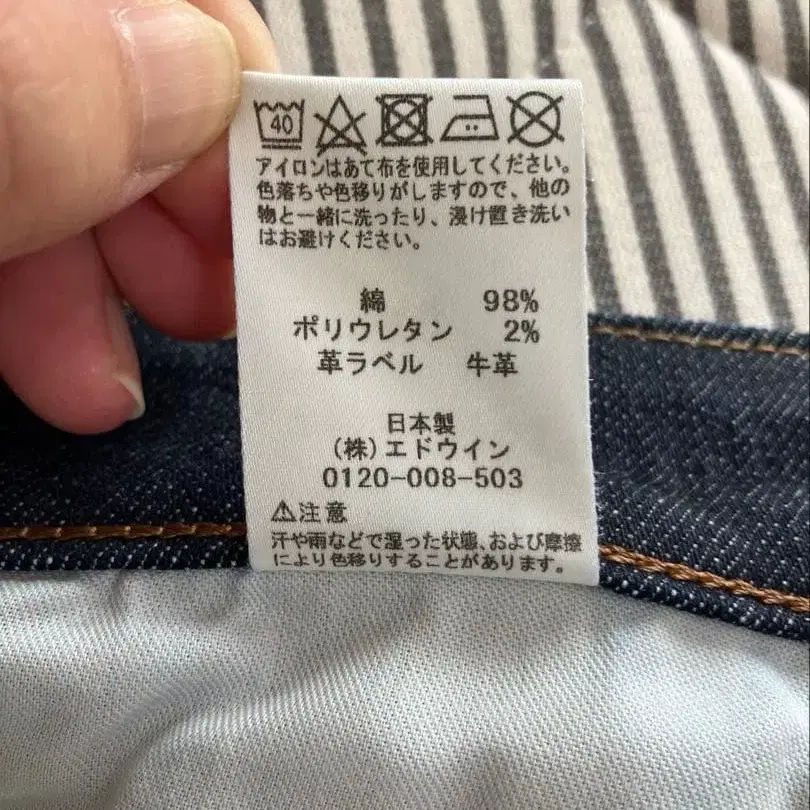 40
アイロンはあて布を使用してください。
色落ちや色移りがしますので、他の
物と一緒に洗ったり、浸け置き洗い
はお避けください。
綿 98%
ポリウレタン 2%
革ラベル 牛革
日本製
(株)エドウイン
0120-008-503
⚠注意
汗や雨などで湿った状態、および摩擦
により色移りすることがあります。